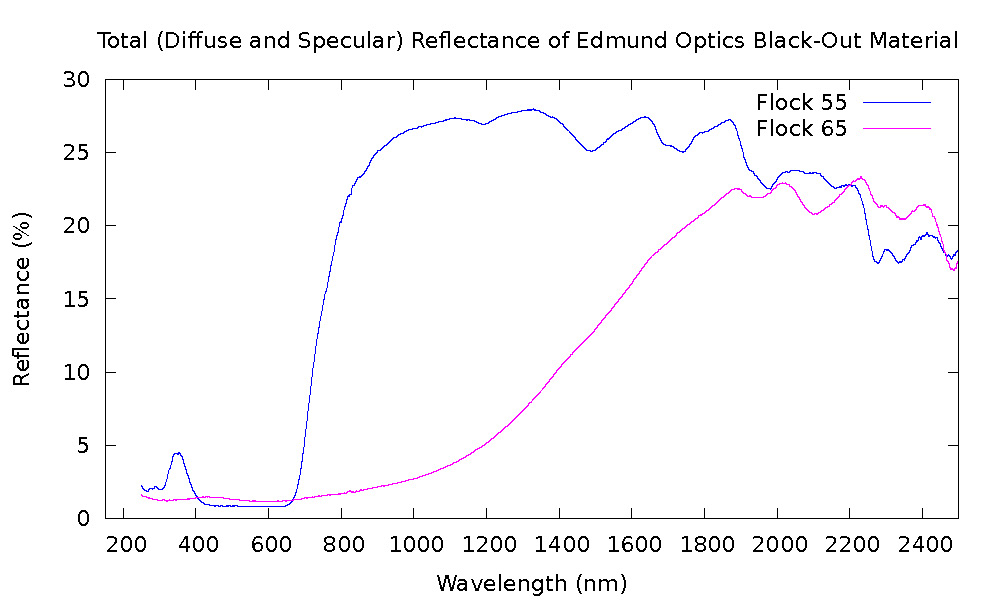 Total (Diffuse and Specular) Reflectance of Edmund Optics Black-Out Material
30
25
20
15
10
5
0
Reflectance (%)
Flock 55
Flock 65
200 400 600 800 1000 1200 1400 1600 1800 2000 2200 2400
Wavelength (nm)